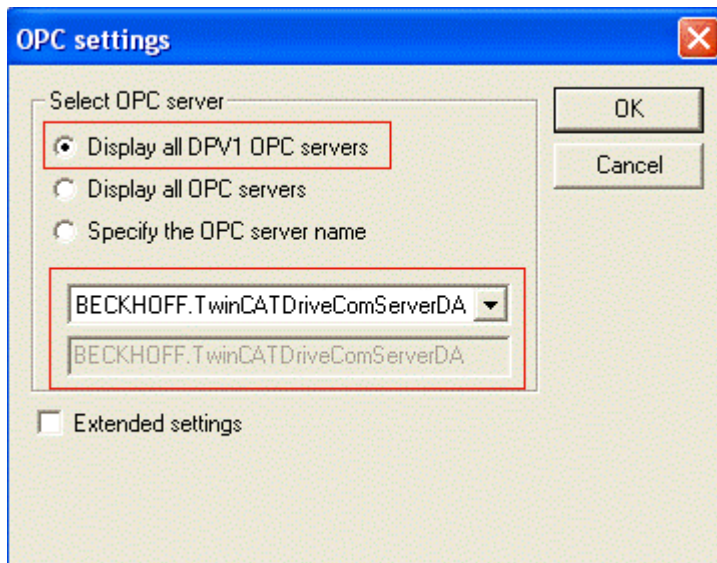 OPC settings
Select OPC server
Display all DPV1 OPC servers
Display all OPC servers
Specify the OPC server name
BECKHOFF.TwinCATDriveComServerDA
BECKHOFF.TwinCATDriveComServerDA
Extended settings
OK
Cancel